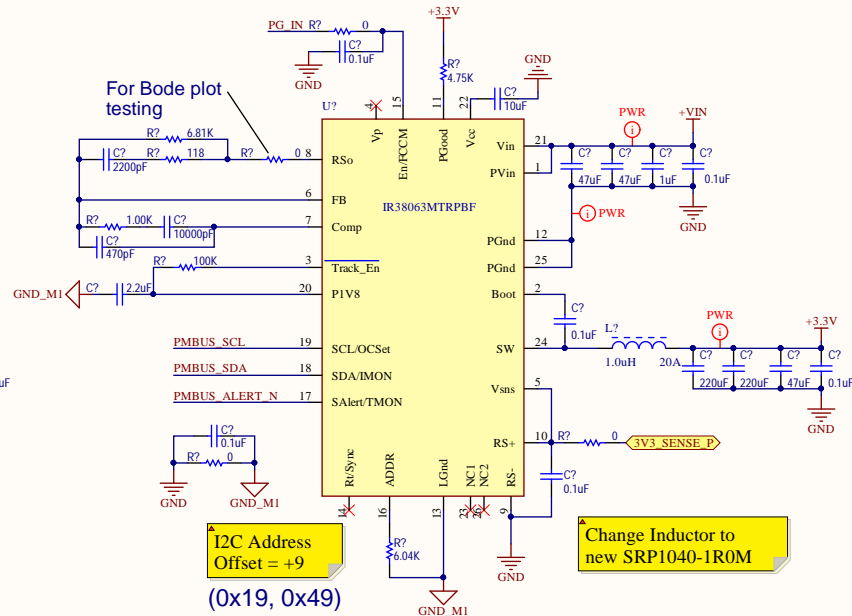 +3.3V
PG_IN R? 0
C?
0.1uF
GND
R?
4.75K
GND
C?
10uF
For Bode plot
testing
U?
4
15
11
22
Vp
En/FCCM
PGood
Vcc
PWR
+VIN
R? 6.81K
C? R? 118 R? 0 8 RSo
2200pF
Vin 21
PVin 1
C? C? C? C?
47uF 47uF 1uF 0.1uF
GND
6 FB
IR38063MTRPBF
R? 1.00K C? 7 Comp
10000pF
C?
470pF
PWR
PGnd 12
PGnd 25
R? 100K 3 Track_En
GND_M1 C? 2.2uF 20 P1V8
Boot 2
C?
0.1uF
PWR
+3.3V
SW 24
L?
1.0uH 20A
C? C? C? C?
220uF 220uF 47uF 0.1uF
GND
PMBUS_SCL 19 SCL/OCSet
PMBUS_SDA 18 SDA/IMON
PMBUS_ALERT_N 17 SAlert/TMON
uF
Vsns 5
RS+ 10 R? 0 3V3_SENSE_P
C?
0.1uF
C?
0.1uF
R? 0
GND GND_M1
Rt/Sync
ADDR
LGnd
NC1
NC2
RS-
14
16
13
23
26
9
R?
6.04K
GND
GND_M1
I2C Address
Offset = +9
(0x19, 0x49)
Change Inductor to
new SRP1040-1R0M